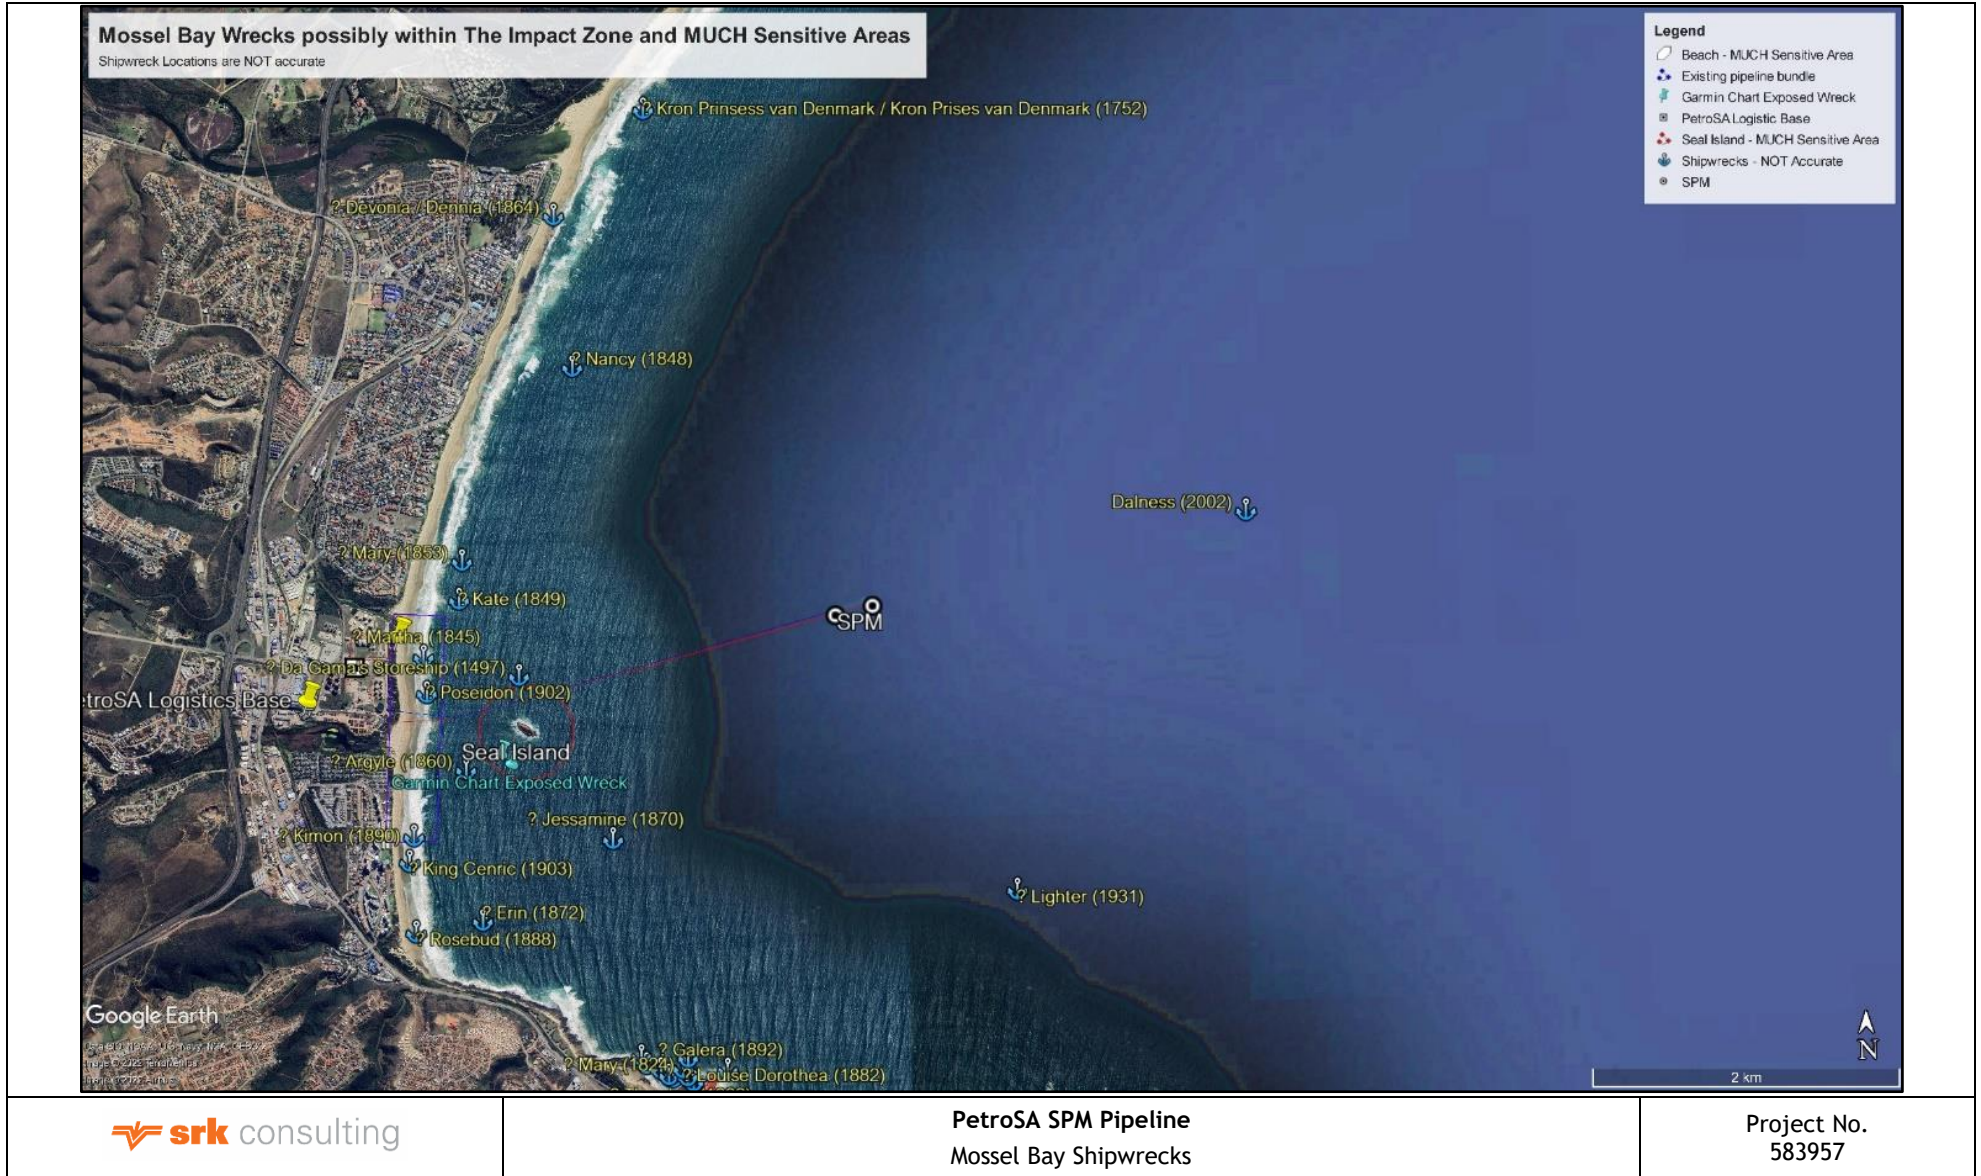 Mossel Bay Wrecks possibly within The Impact Zone and MUCH Sensitive Areas
Shipwreck Locations are NOT accurate
Legend
Beach - MUCH Sensitive Area
Existing pipeline bundle
Garmin Chart Exposed Wreck
PetroSA Logistic Base
Seal Island - MUCH Sensitive Area
Shipwrecks - NOT Accurate
SPM
? Kron Prinsess van Denmark / Kron Prises van Denmark (1752)
? Devonia / Dennia (1864)
? Nancy (1848)
Dalness (2002)
? Mary (1853)
? Kate (1849)
SPM
? Martha (1845)
? Da Gama's Storeship (1497)
? Poseidon (1902)
troSA Logistics Base
Seal Island
? Argyle (1860)
Garmin Chart Exposed Wreck
? Jessamine (1870)
? Kimon (1890)
? King Cenric (1903)
? Lighter (1931)
? Erin (1872)
? Rosebud (1888)
Google Earth
? Galera (1892)
? Mary (1824)
? Louise Dorothea (1882)
N
2 km
srk consulting
PetroSA SPM Pipeline
Mossel Bay Shipwrecks
Project No.
583957